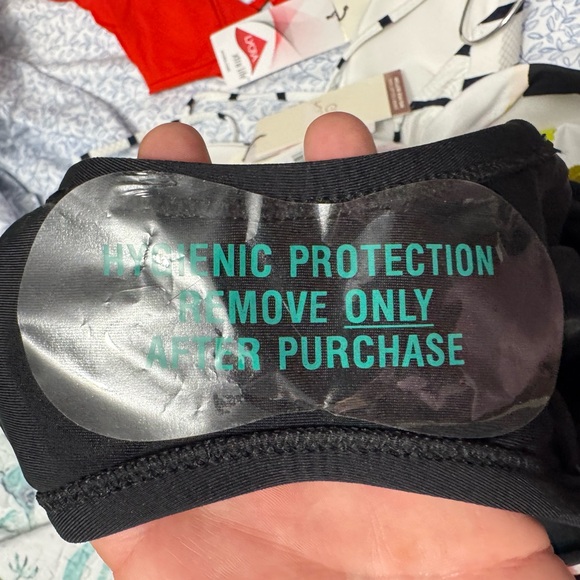 HYGIENIC PROTECTION
REMOVE ONLY
AFTER PURCHASE